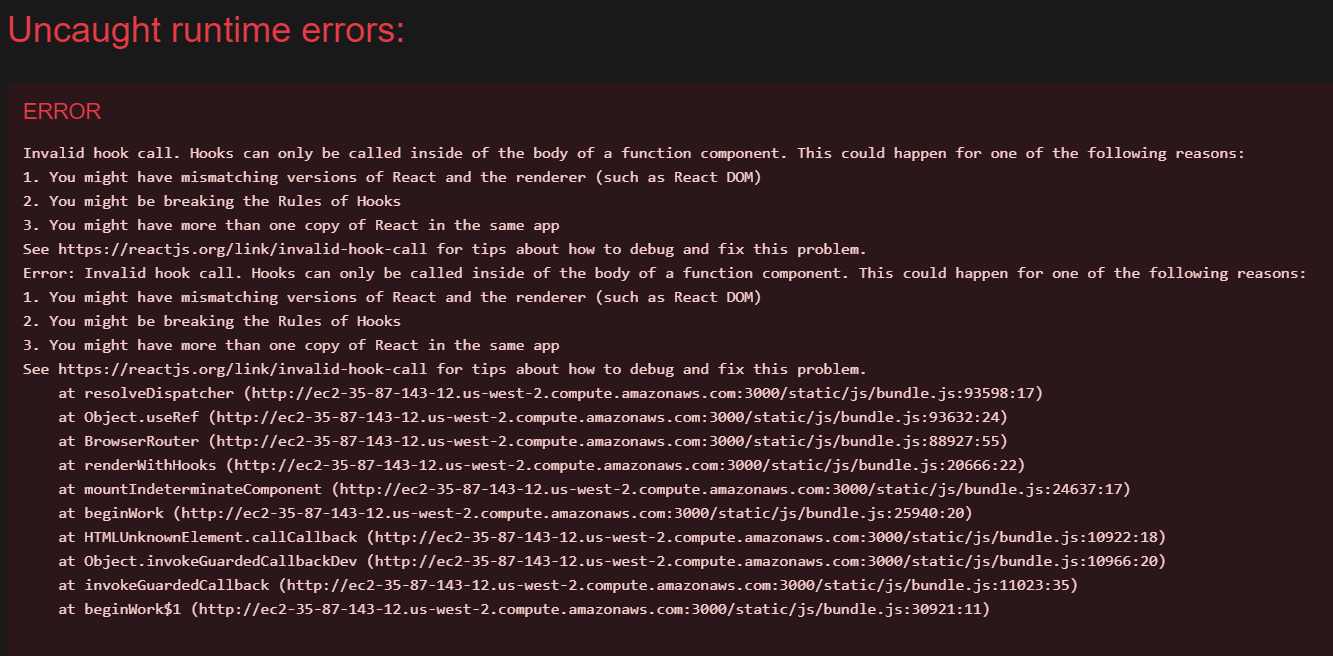 Uncaught runtime errors:
ERROR
Invalid hook call. Hooks can only be called inside of the body of a function component. This could happen for one of the following reasons:
1. You might have mismatching versions of React and the renderer (such as React DOM)
2. You might be breaking the Rules of Hooks
3. You might have more than one copy of React in the same app
See https://reactjs.org/link/invalid-hook-call for tips about how to debug and fix this problem.
Error: Invalid hook call. Hooks can only be called inside of the body of a function component. This could happen for one of the following reasons:
1. You might have mismatching versions of React and the renderer (such as React DOM)
2. You might be breaking the Rules of Hooks
3. You might have more than one copy of React in the same app
See https://reactjs.org/link/invalid-hook-call for tips about how to debug and fix this problem.
    at resolveDispatcher (http://ec2-35-87-143-12.us-west-2.compute.amazonaws.com:3000/static/js/bundle.js:93598:17)
    at Object.useRef (http://ec2-35-87-143-12.us-west-2.compute.amazonaws.com:3000/static/js/bundle.js:93632:24)
    at BrowserRouter (http://ec2-35-87-143-12.us-west-2.compute.amazonaws.com:3000/static/js/bundle.js:88927:55)
    at renderWithHooks (http://ec2-35-87-143-12.us-west-2.compute.amazonaws.com:3000/static/js/bundle.js:20666:22)
    at mountIndeterminateComponent (http://ec2-35-87-143-12.us-west-2.compute.amazonaws.com:3000/static/js/bundle.js:24637:17)
    at beginWork (http://ec2-35-87-143-12.us-west-2.compute.amazonaws.com:3000/static/js/bundle.js:25940:20)
    at HTMLUnknownElement.callCallback (http://ec2-35-87-143-12.us-west-2.compute.amazonaws.com:3000/static/js/bundle.js:10922:18)
    at Object.invokeGuardedCallbackDev (http://ec2-35-87-143-12.us-west-2.compute.amazonaws.com:3000/static/js/bundle.js:10966:20)
    at invokeGuardedCallback (http://ec2-35-87-143-12.us-west-2.compute.amazonaws.com:3000/static/js/bundle.js:11023:35)
    at beginWork$1 (http://ec2-35-87-143-12.us-west-2.compute.amazonaws.com:3000/static/js/bundle.js:30921:11)